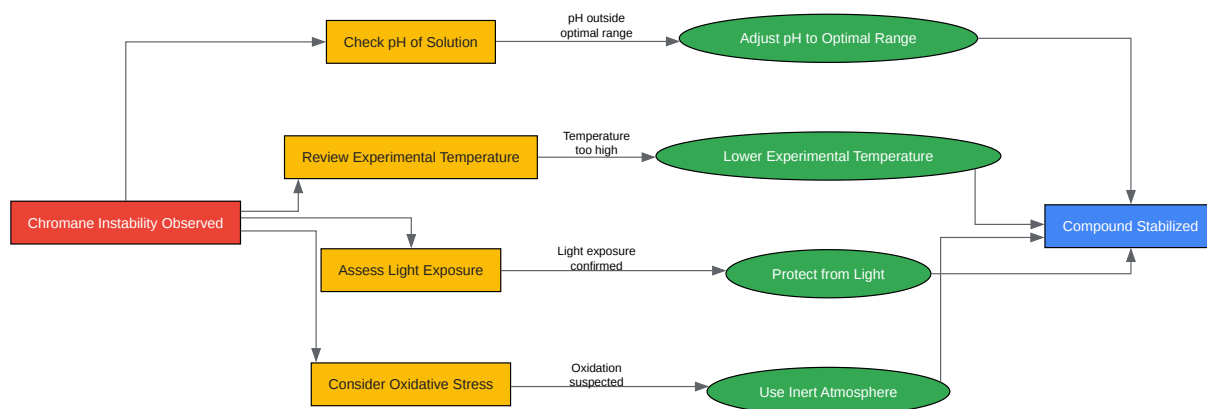 pH outside
optimal range
Check pH of Solution
Adjust pH to Optimal Range
Temperature
too high
Review Experimental Temperature
Lower Experimental Temperature
Chromane Instability Observed
Compound Stabilized
Light exposure
confirmed
Assess Light Exposure
Protect from Light
Oxidation
suspected
Consider Oxidative Stress
Use Inert Atmosphere